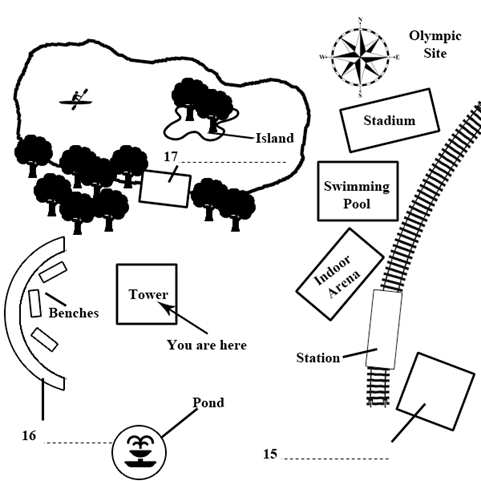 Olympic
Site
N
W
E
S
Stadium
Island
17
Swimming
Pool
Indoor
Arena
Tower
Benches
You are here
Station
Pond
16
15